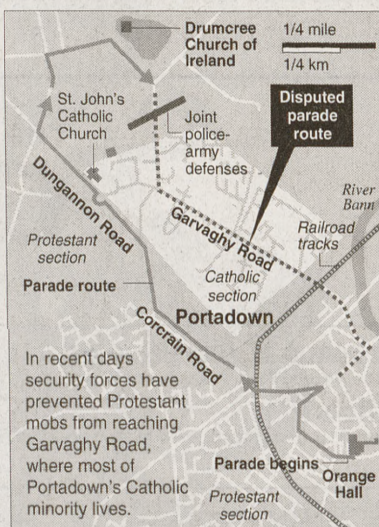 Drumcree
Church of
Ireland
1/4 mile
1/4 km
St. John's
Catholic
Church
Joint
police-
army
defenses
Disputed
parade
route
River
Bann
Dungannon Road
Garvaghy Road
Railroad
tracks
Protestant
section
Catholic
section
Parade route
Portadown
Corcrain Road
In recent days
security forces have
prevented Protestant
mobs from reaching
Garvaghy Road,
where most of
Portadown's Catholic
minority lives.
Parade begins
Orange
Hall
Protestant
section